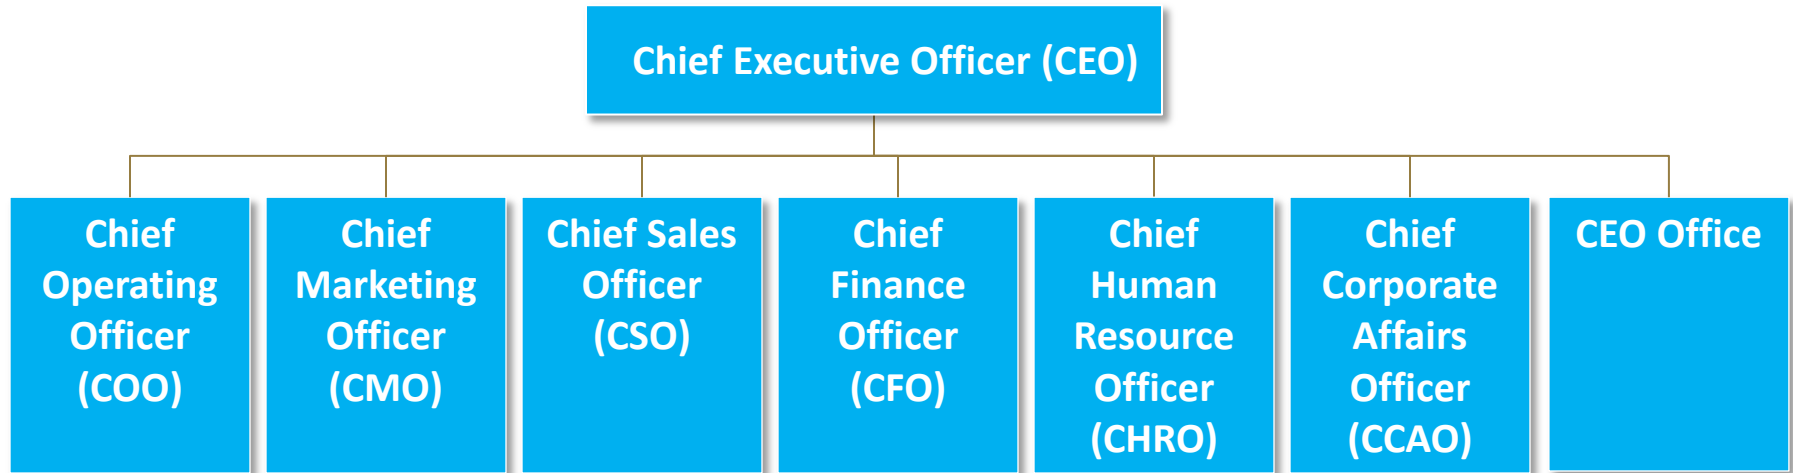 Chief Executive Officer (CEO)
Chief
Operating
Officer
(COO)
Chief
Marketing
Officer
(CMO)
Chief Sales
Officer
(CSO)
Chief
Finance
Officer
(CFO)
Chief
Human
Resource
Officer
(CHRO)
Chief
Corporate
Affairs
Officer
(CCAO)
CEO Office